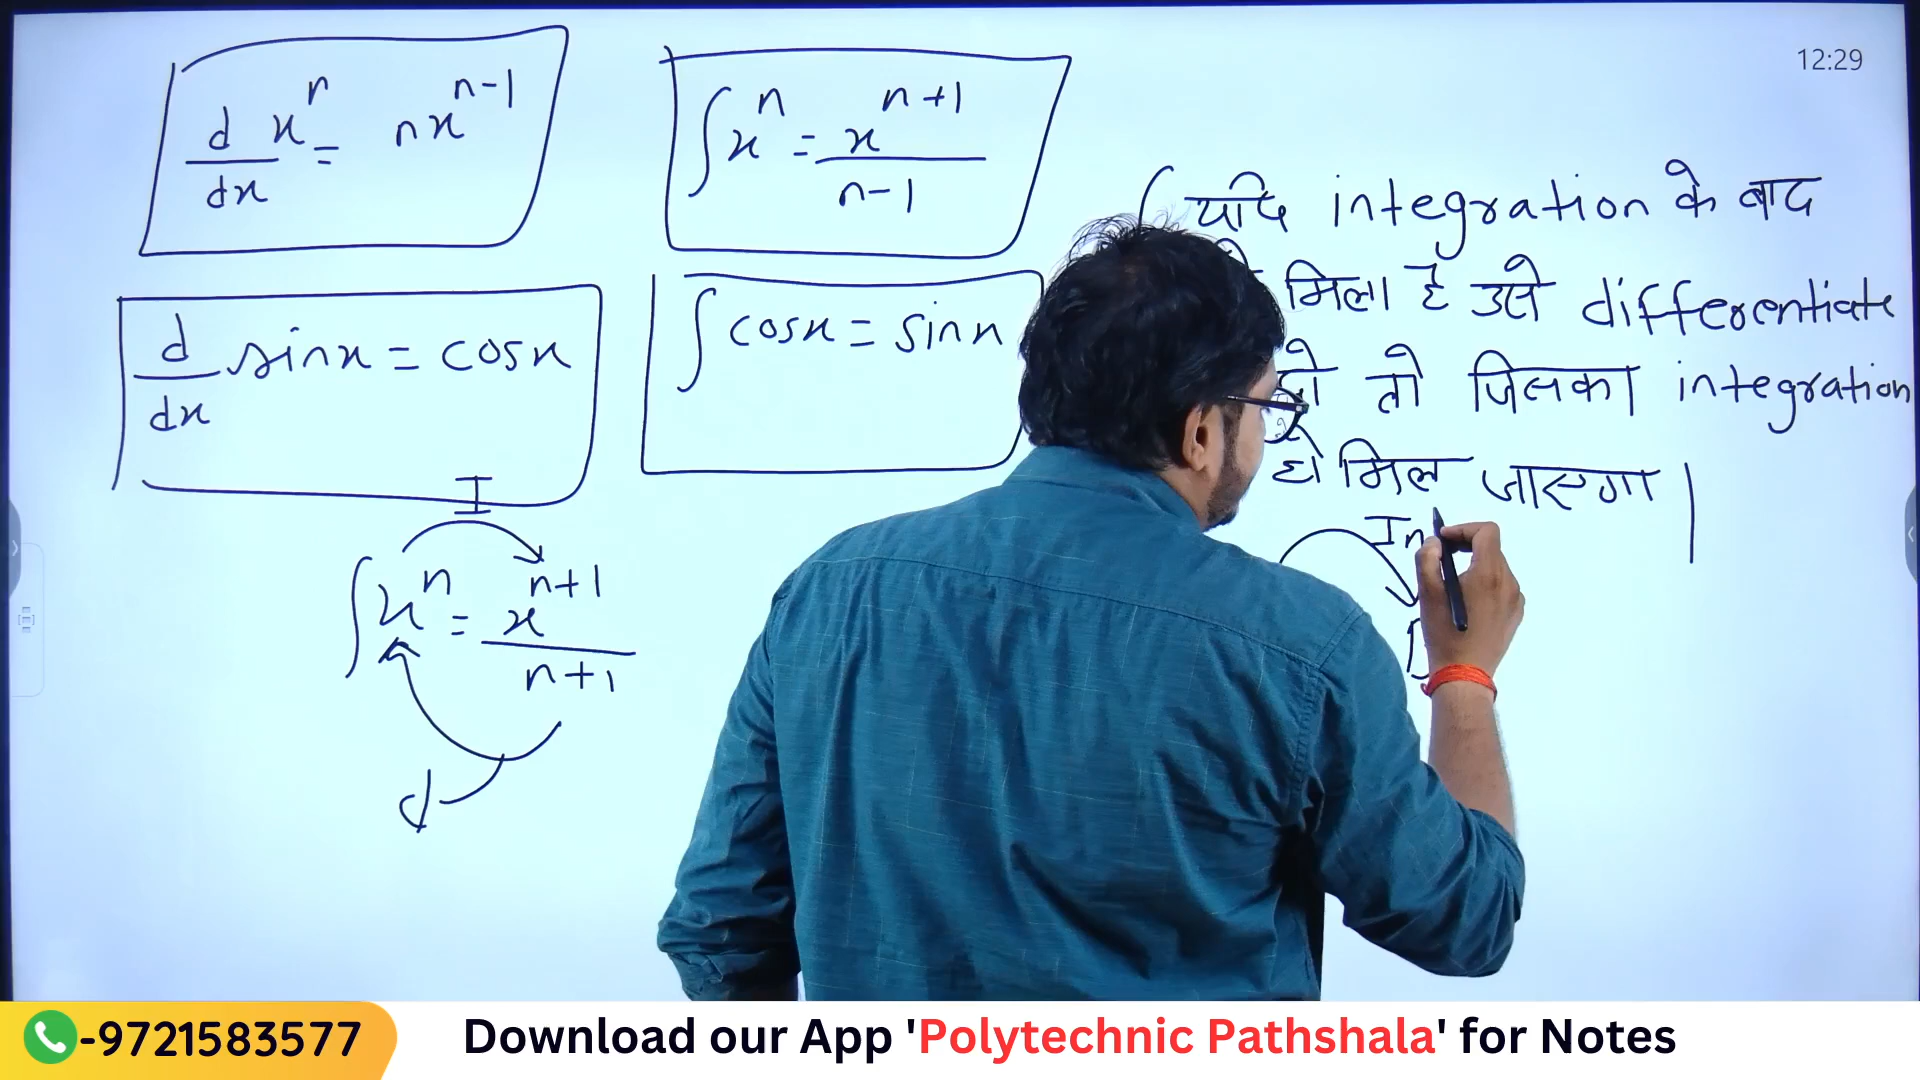 12:29
d/dx x^n = nx^(n-1)
∫x^n = x^(n+1)/(n-1)
d/dx sinx = cosx
∫cosx = sinx
I
∫x^n = x^(n+1)/(n+1)
d
यदि integration के बाद
मिला है उसे differentiate
तो जिसका integration
हो मिल जाएगा |
In
-9721583577
Download our App 'Polytechnic Pathshala' for Notes